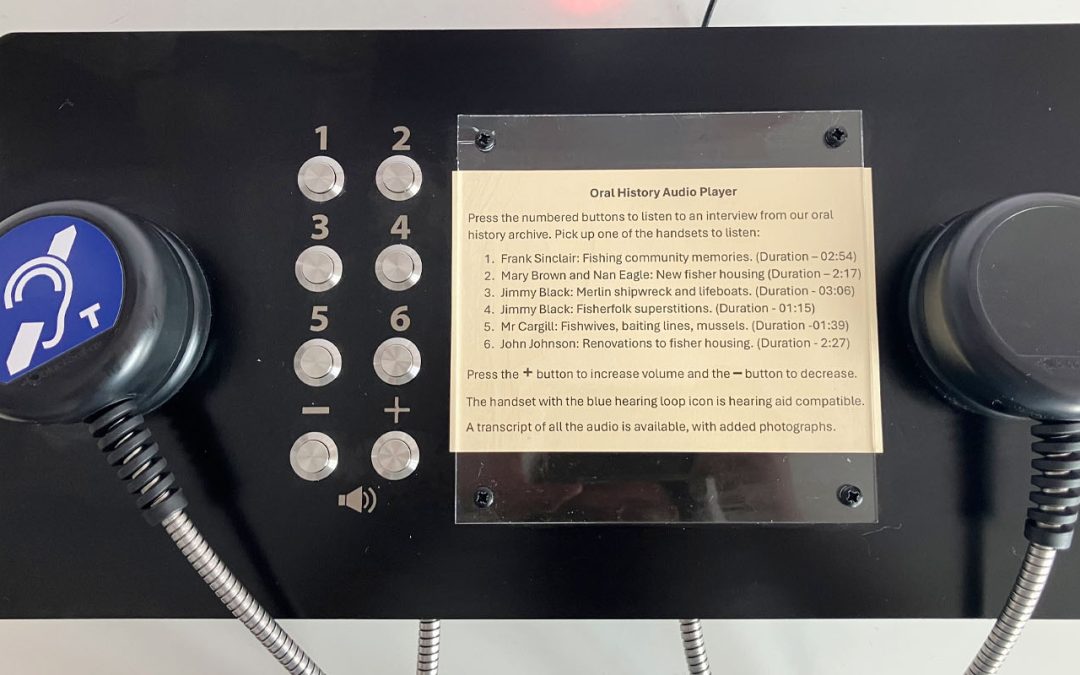 1 2
3 4
5 6
− +
T
Oral History Audio Player
Press the numbered buttons to listen to an interview from our oral
history archive. Pick up one of the handsets to listen:
1. Frank Sinclair: Fishing community memories. (Duration – 02:54)
2. Mary Brown and Nan Eagle: New fisher housing (Duration – 2:17)
3. Jimmy Black: Merlin shipwreck and lifeboats. (Duration - 03:06)
4. Jimmy Black: Fisherfolk superstitions. (Duration - 01:15)
5. Mr Cargill: Fishwives, baiting lines, mussels. (Duration -01:39)
6. John Johnson: Renovations to fisher housing. (Duration - 2:27)
Press the + button to increase volume and the − button to decrease.
The handset with the blue hearing loop icon is hearing aid compatible.
A transcript of all the audio is available, with added photographs.